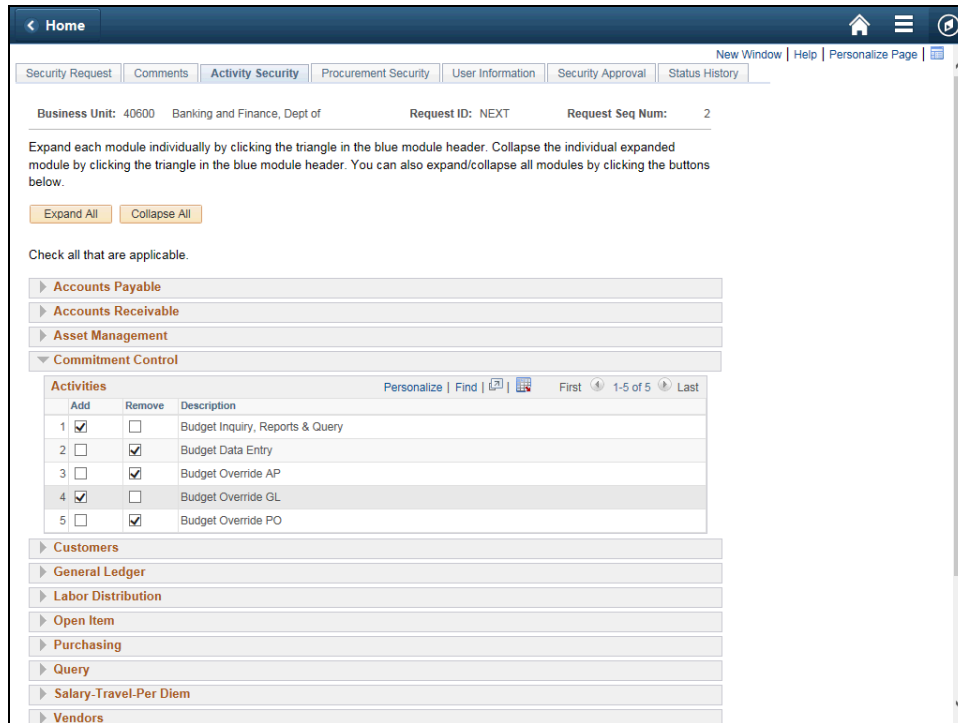 Home
New Window | Help | Personalize Page |
Security Request Comments Activity Security Procurement Security User Information Security Approval Status History
Business Unit: 40600 Banking and Finance, Dept of Request ID: NEXT Request Seq Num: 2
Expand each module individually by clicking the triangle in the blue module header. Collapse the individual expanded
module by clicking the triangle in the blue module header. You can also expand/collapse all modules by clicking the buttons
below.
Expand All Collapse All
Check all that are applicable.
Accounts Payable
Accounts Receivable
Asset Management
Commitment Control
Activities Personalize | Find | | First 1-5 of 5 Last
Add Remove Description
1 Budget Inquiry, Reports & Query
2 Budget Data Entry
3 Budget Override AP
4 Budget Override GL
5 Budget Override PO
Customers
General Ledger
Labor Distribution
Open Item
Purchasing
Query
Salary-Travel-Per Diem
Vendors